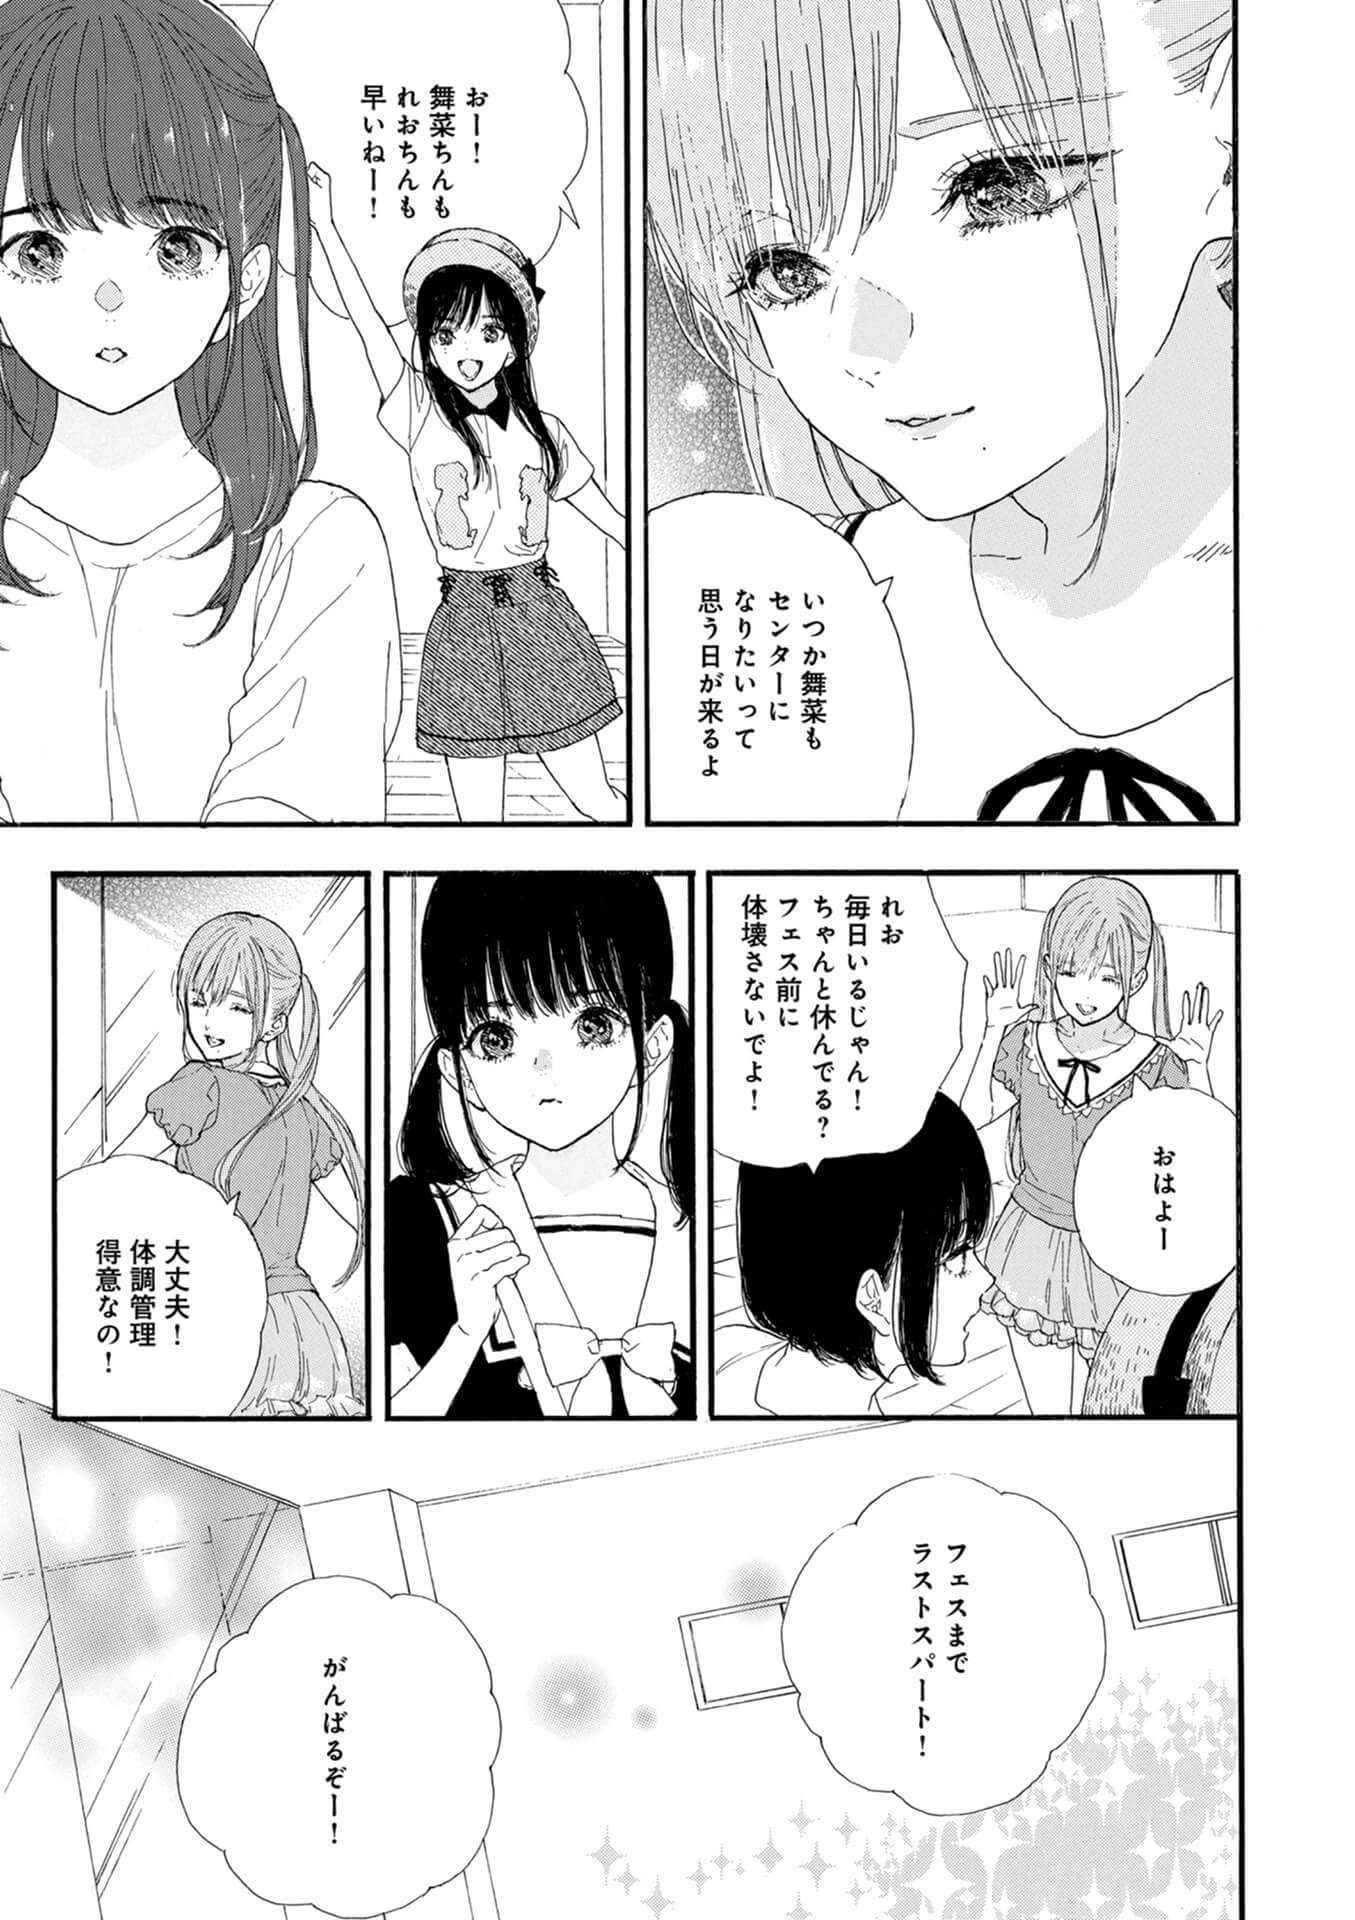 いつか舞菜も
センターに
なりたいって
思う日が来るよ
おー！
舞菜ちんも
れおちんも
早いねー！
おはよー
れお
毎日いるじゃん！
ちゃんと休んでる？
フェス前に
体壊さないでよ！
大丈夫！
体調管理
得意なの！
フェスまで
ラストスパート！
がんばるぞー！